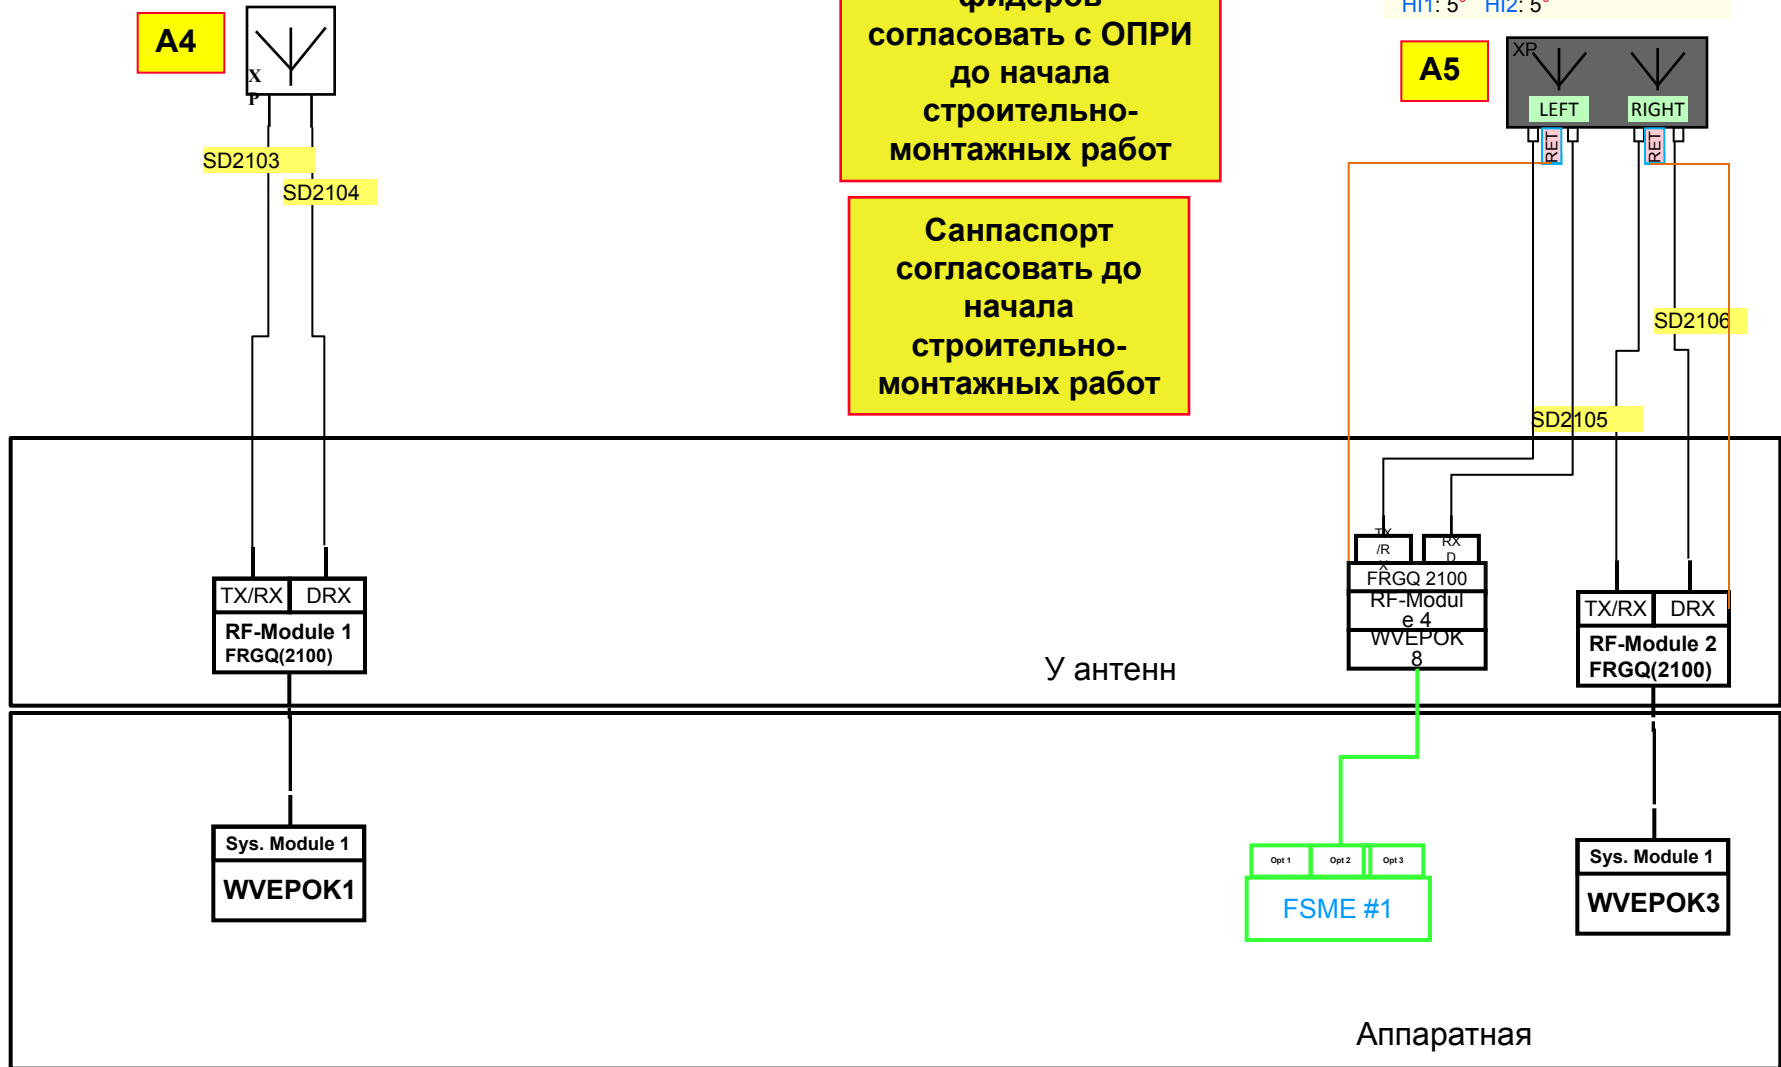 A4
X
P
SD2103
SD2104
фидеров
согласовать с ОПРИ
до начала
строительно-
монтажных работ
Санпаспорт
согласовать до
начала
строительно-
монтажных работ
HI1: 5° HI2: 5°
A5
XP
LEFT RIGHT
RET RET
SD2106
SD2105
TX/RX DRX
RF-Module 1
FRGQ(2100)
У антенн
TX
/R
X
RX
D
FRGQ 2100
RF-Modul
e 4
WVEPOK
8
TX/RX DRX
RF-Module 2
FRGQ(2100)
Sys. Module 1
WVEPOK1
Opt 1 Opt 2 Opt 3
FSME #1
Sys. Module 1
WVEPOK3
Аппаратная